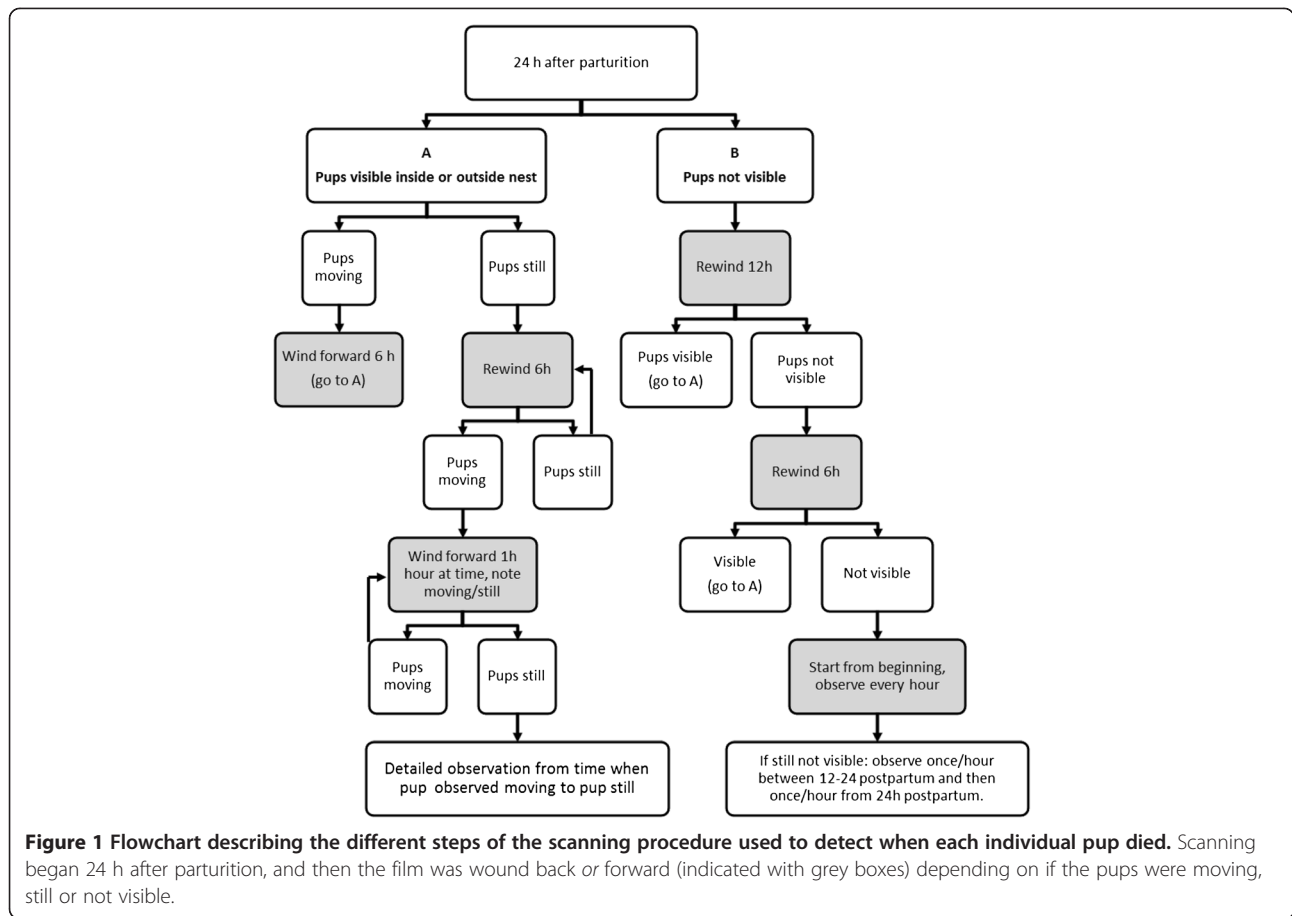 24 h after parturition
A
Pups visible inside or outside nest
B
Pups not visible
Pups
moving
Pups still
Rewind 12h
Wind forward 6 h
(go to A)
Rewind 6h
Pups visible
(go to A)
Pups not
visible
Pups
moving
Pups still
Rewind 6h
Wind forward 1h
hour at time, note
moving/still
Visible
(go to A)
Not visible
Pups
moving
Pups still
Start from beginning,
observe every hour
Detailed observation from time when
pup observed moving to pup still
If still not visible: observe once/hour
between 12-24 postpartum and then
once/hour from 24h postpartum.
Figure 1 Flowchart describing the different steps of the scanning procedure used to detect when each individual pup died. Scanning
began 24 h after parturition, and then the film was wound back or forward (indicated with grey boxes) depending on if the pups were moving,
still or not visible.